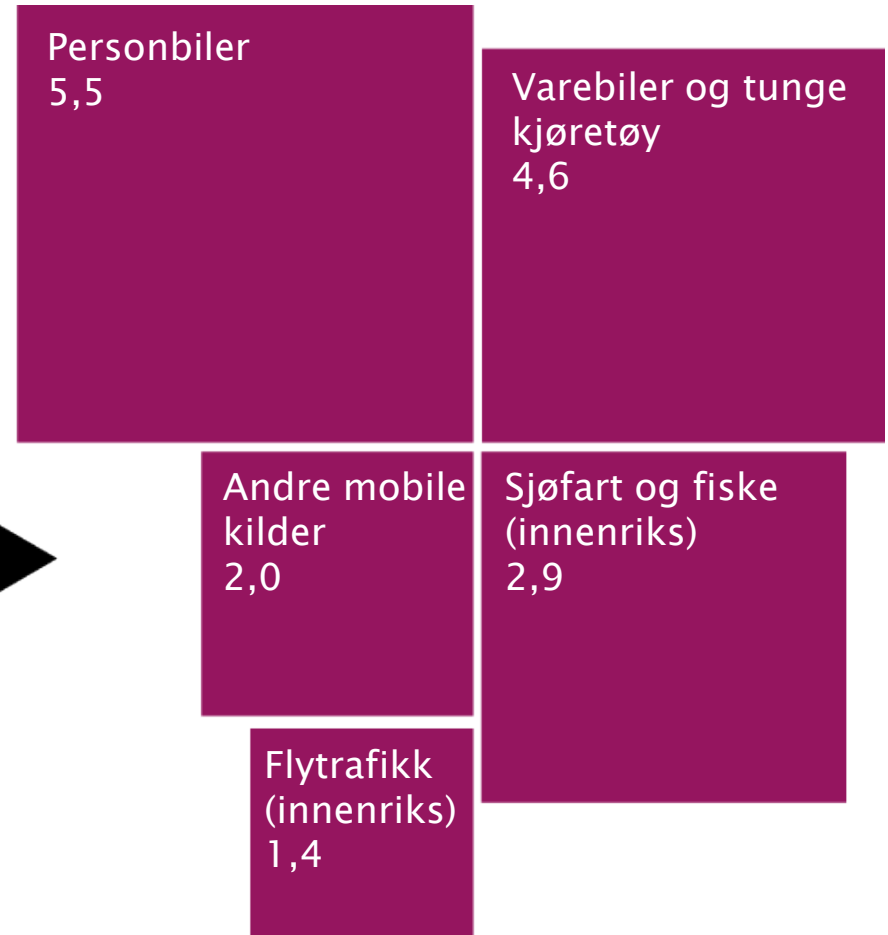 Personbiler
5,5
Varebiler og tunge
kjøretøy
4,6
Andre mobile
kilder
2,0
Sjøfart og fiske
(innenriks)
2,9
Flytrafikk
(innenriks)
1,4